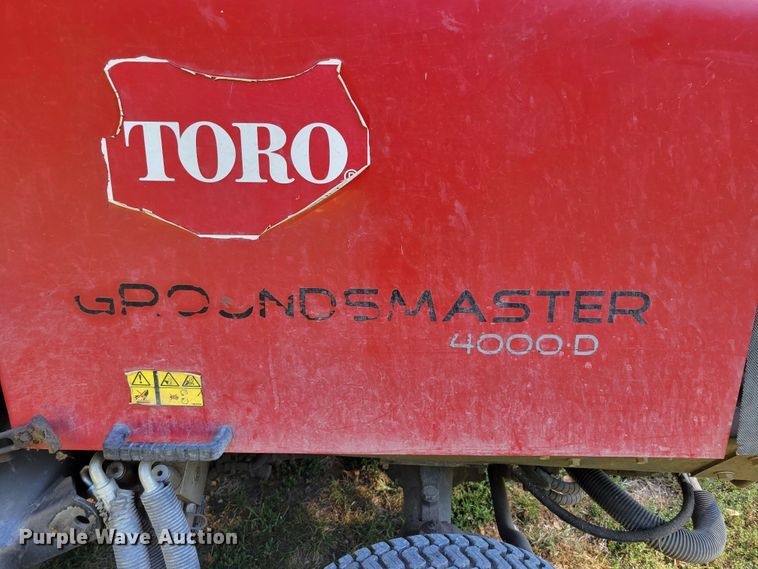 TORO®
GROUNDSMASTER
4000-D
Purple Wave Auction®